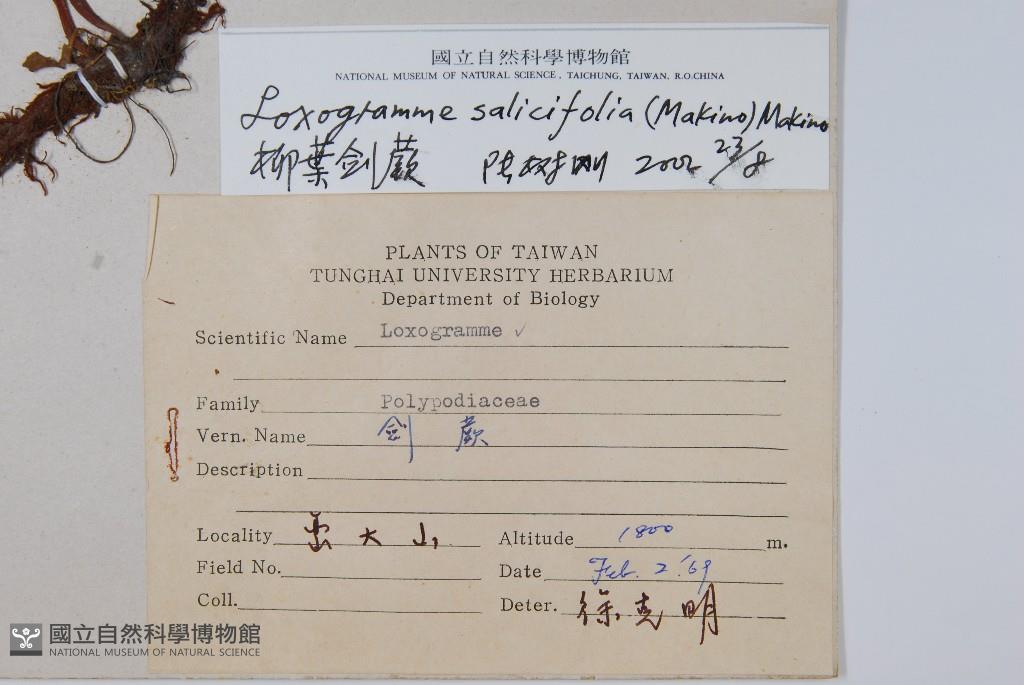 國立自然科學博物館
NATIONAL MUSEUM OF NATURAL SCIENCE, TAICHUNG, TAIWAN, R.O.CHINA
Loxogramme salicifolia (Makino) Makino
柳葉劍蕨 2002 23/8
PLANTS OF TAIWAN
TUNGHAI UNIVERSITY HERBARIUM
Department of Biology
Scientific Name Loxogramme ✓
Family Polypodiaceae
Vern. Name 劍蕨
Description
Locality 大山 Altitude 1800 m.
Field No. Date Feb. 2. '69
Coll. Deter. 徐克明
國立自然科學博物館
NATIONAL MUSEUM OF NATURAL SCIENCE